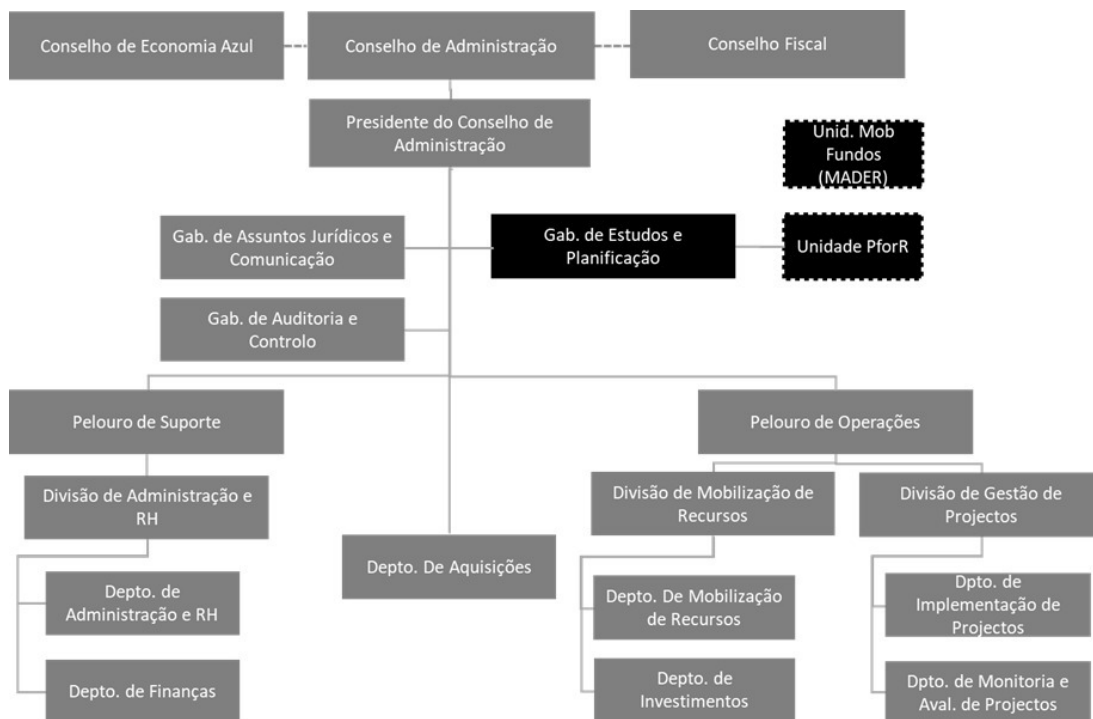 Conselho de Economia Azul
Conselho de Administração
Conselho Fiscal
Presidente do Conselho de
Administração
Unid. Mob
Fundos
(MADER)
Gab. de Assuntos Jurídicos e
Comunicação
Gab. de Estudos e
Planificação
Unidade PforR
Gab. de Auditoria e
Controlo
Pelouro de Suporte
Pelouro de Operações
Divisão de Administração e
RH
Divisão de Mobilização de
Recursos
Divisão de Gestão de
Projectos
Depto. De Aquisições
Depto. de
Administração e RH
Depto. De Mobilização
de Recursos
Dpto. de
Implementação de
Projectos
Depto. de Finanças
Depto. de
Investimentos
Dpto. de Monitoria e
Aval. de Projectos